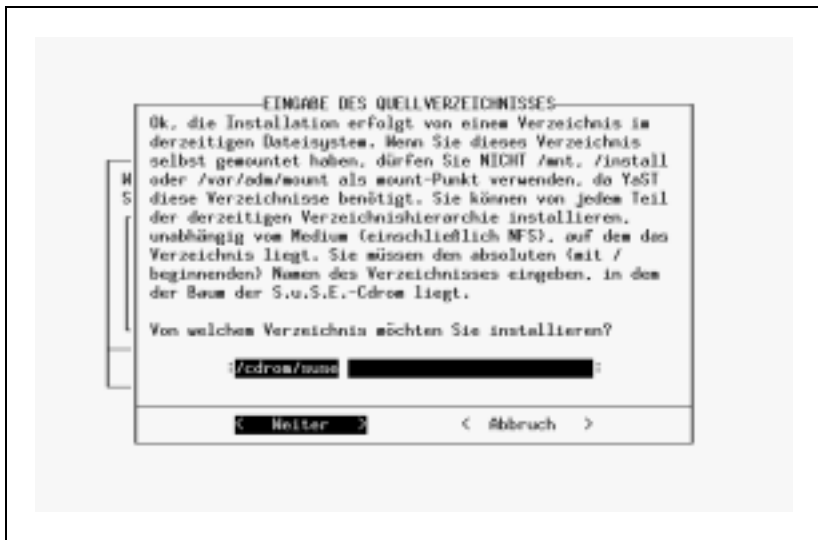 EINGABE DES QUELLVERZEICHNISSES
Ok, die Installation erfolgt von einem Verzeichnis im
derzeitigen Dateisystem. Wenn Sie dieses Verzeichnis
selbst gemountet haben, dürfen Sie NICHT /mnt, /install
oder /var/adm/mount als mount-Punkt verwenden, da YaST
diese Verzeichnisse benötigt. Sie können von jedem Teil
der derzeitigen Verzeichnishierarchie installieren,
unabhängig vom Medium (einschließlich NFS), auf dem das
Verzeichnis liegt. Sie müssen den absoluten (mit /
beginnenden) Namen des Verzeichnisses eingeben, in dem
der Baum der S.u.S.E.-Cdrom liegt.
Von welchem Verzeichnis möchten Sie installieren?
:/cdrom/suse :
< Weiter > < Abbruch >
W
S